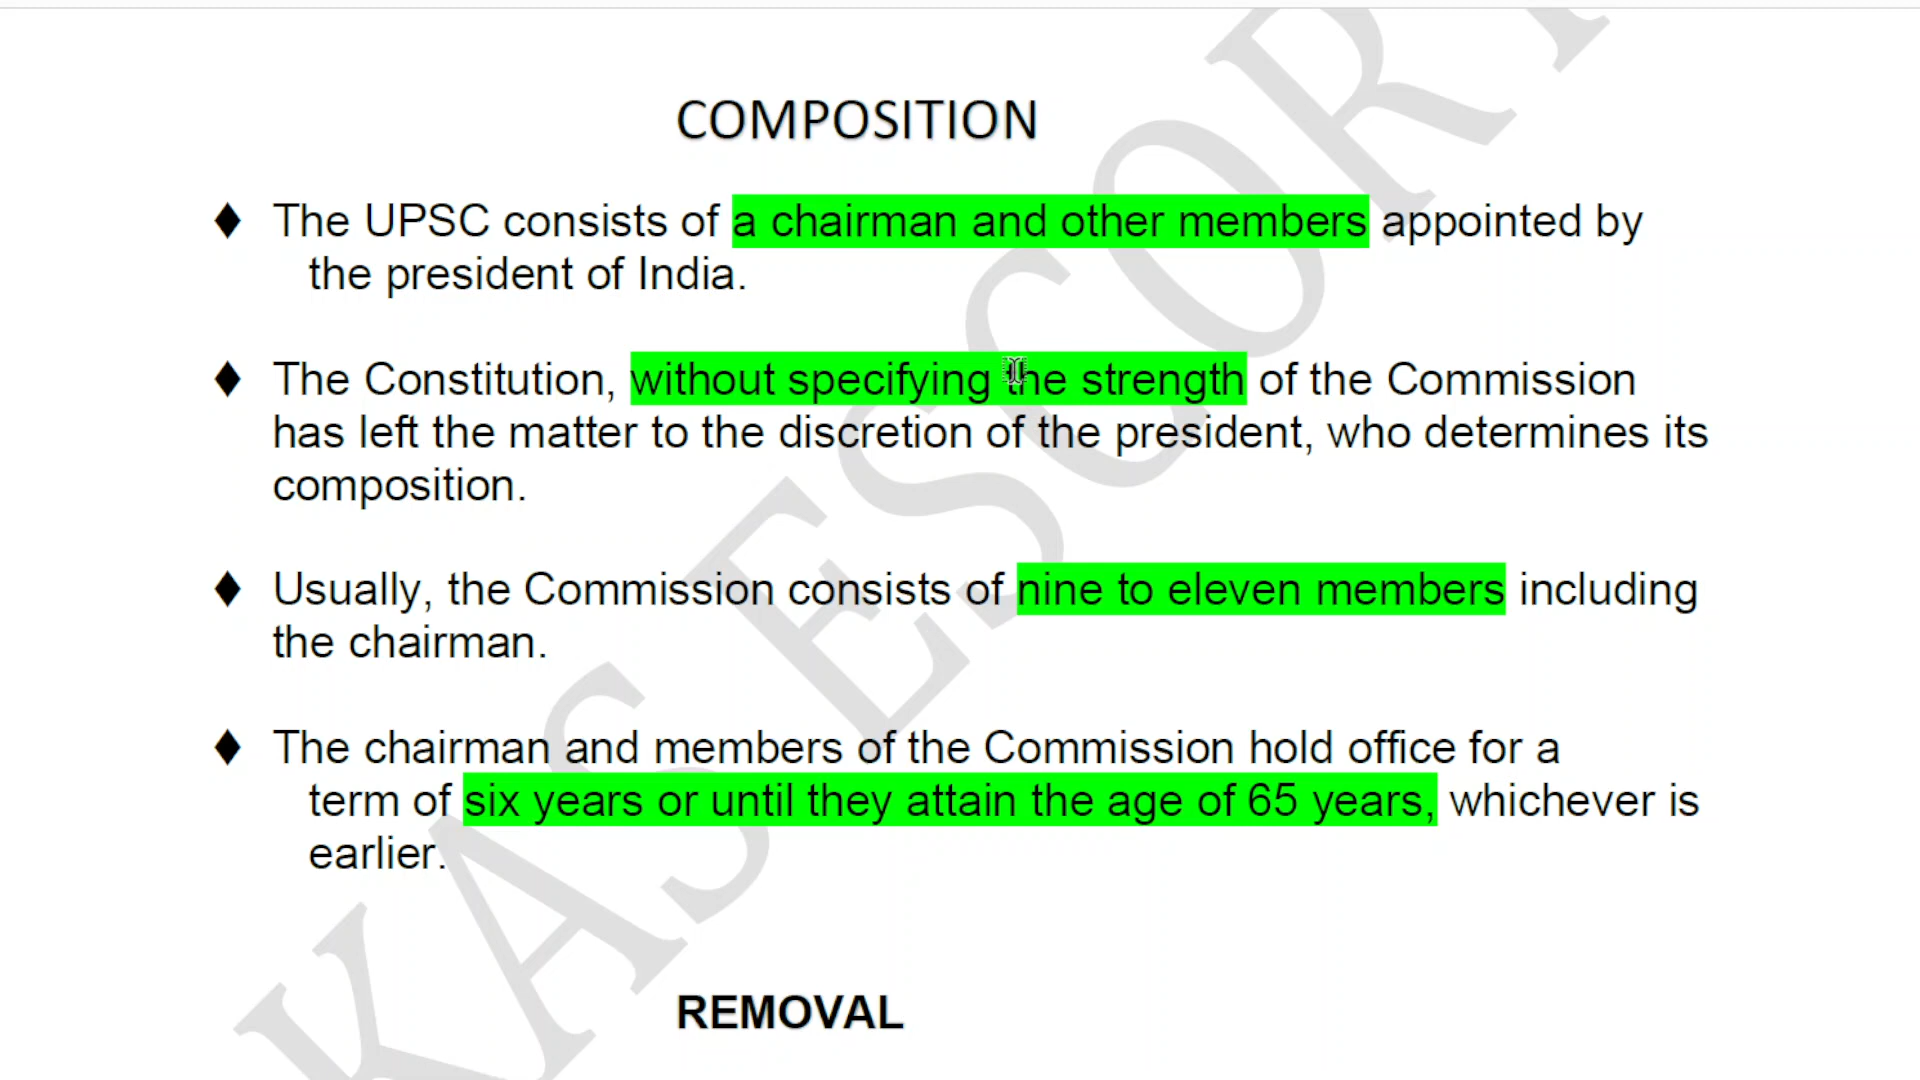 COMPOSITION
♦ The UPSC consists of a chairman and other members appointed by
the president of India.
♦ The Constitution, without specifying the strength of the Commission
has left the matter to the discretion of the president, who determines its
composition.
♦ Usually, the Commission consists of nine to eleven members including
the chairman.
♦ The chairman and members of the Commission hold office for a
term of six years or until they attain the age of 65 years, whichever is
earlier.
REMOVAL
KAS ESCOR